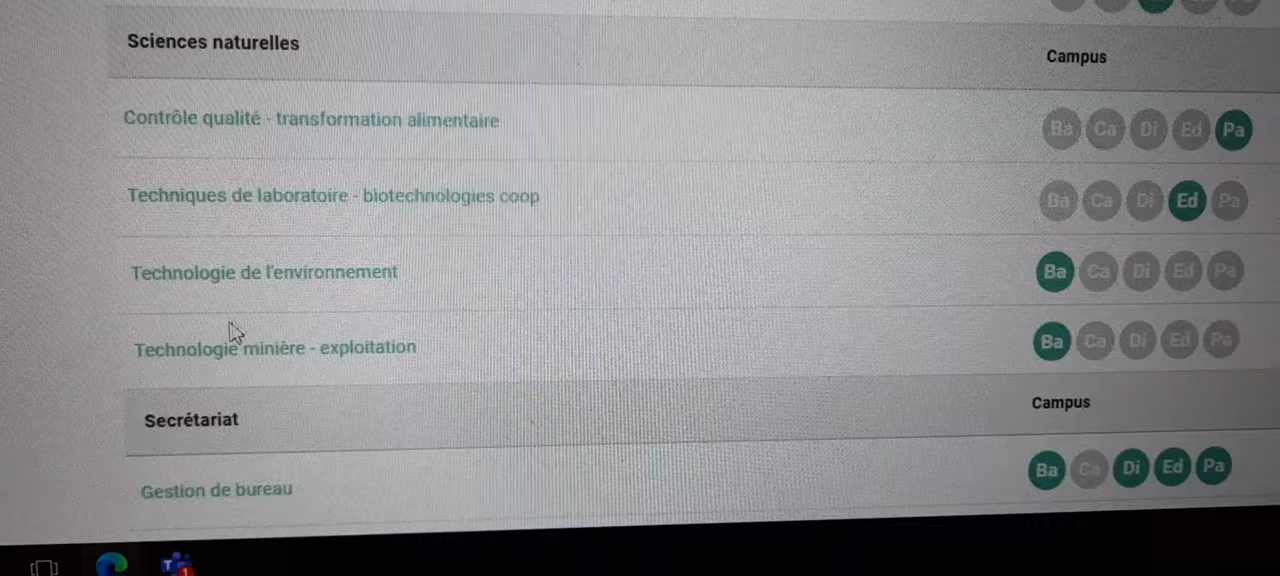 Sciences naturelles
Campus
Contrôle qualité - transformation alimentaire
Ba Ca Di Ed Pa
Techniques de laboratoire - biotechnologies coop
Ba Ca Di Ed Pa
Technologie de l'environnement
Ba Ca Di Ed Pa
Technologie minière - exploitation
Ba Ca Di Ed Pa
Secrétariat
Campus
Gestion de bureau
Ba Ca Di Ed Pa
T
1